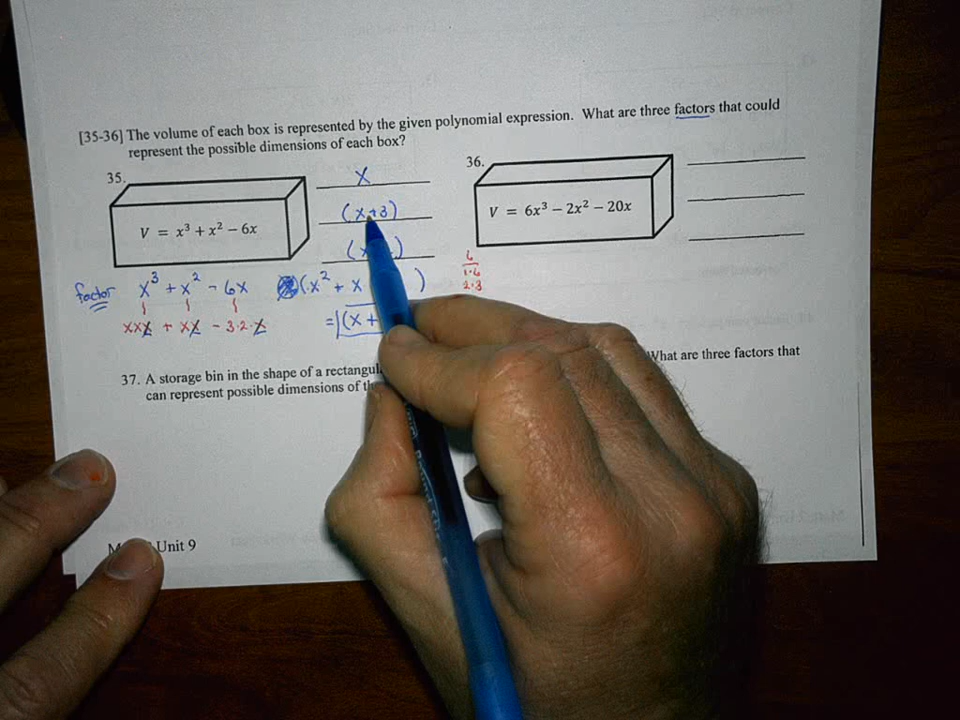 [35-36] The volume of each box is represented by the given polynomial expression. What are three factors that could
represent the possible dimensions of each box?
35.
V = x³ + x² − 6x
x
(x+3)
(x )
36.
V = 6x³ − 2x² − 20x
factor x³ + x² − 6x
(x² + x )
xxx + xx − 3·2·x
= (x +
6
1·6
2·3
37. A storage bin in the shape of a rectangul What are three factors that
can represent possible dimensions of
Unit 9